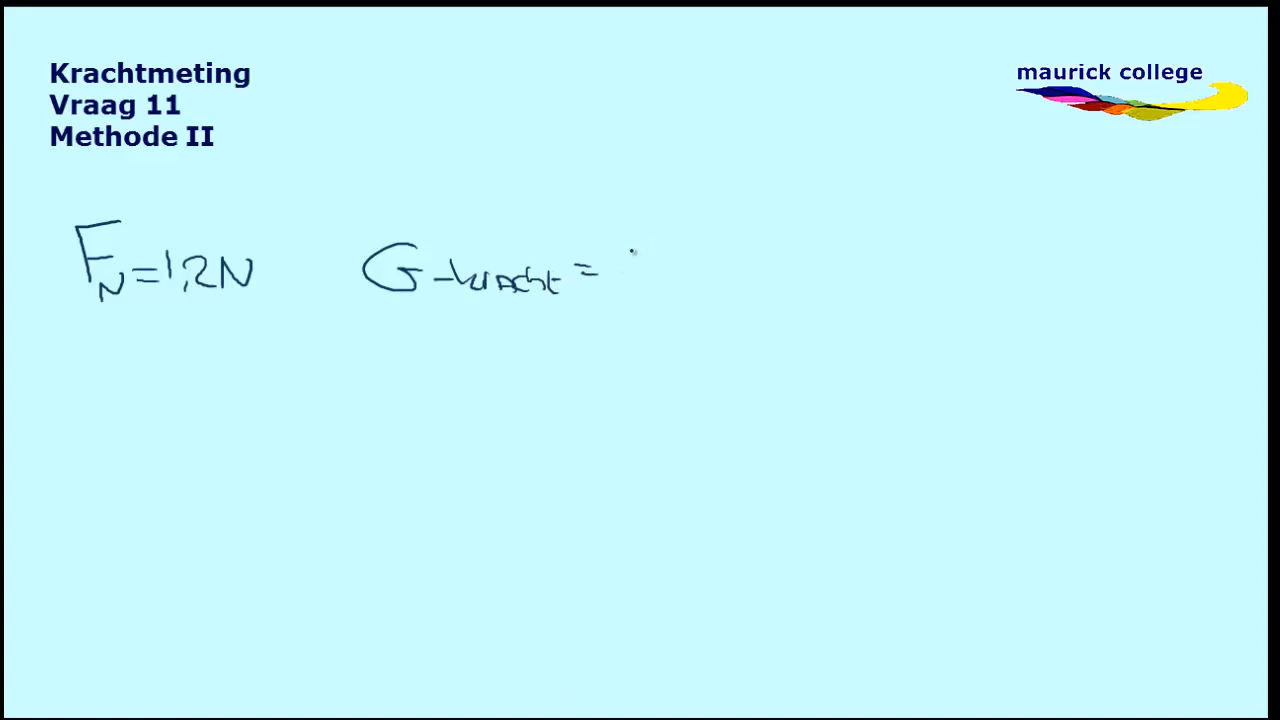 Krachtmeting
Vraag 11
Methode II
maurick college
F_N = 1,2N G-kracht =